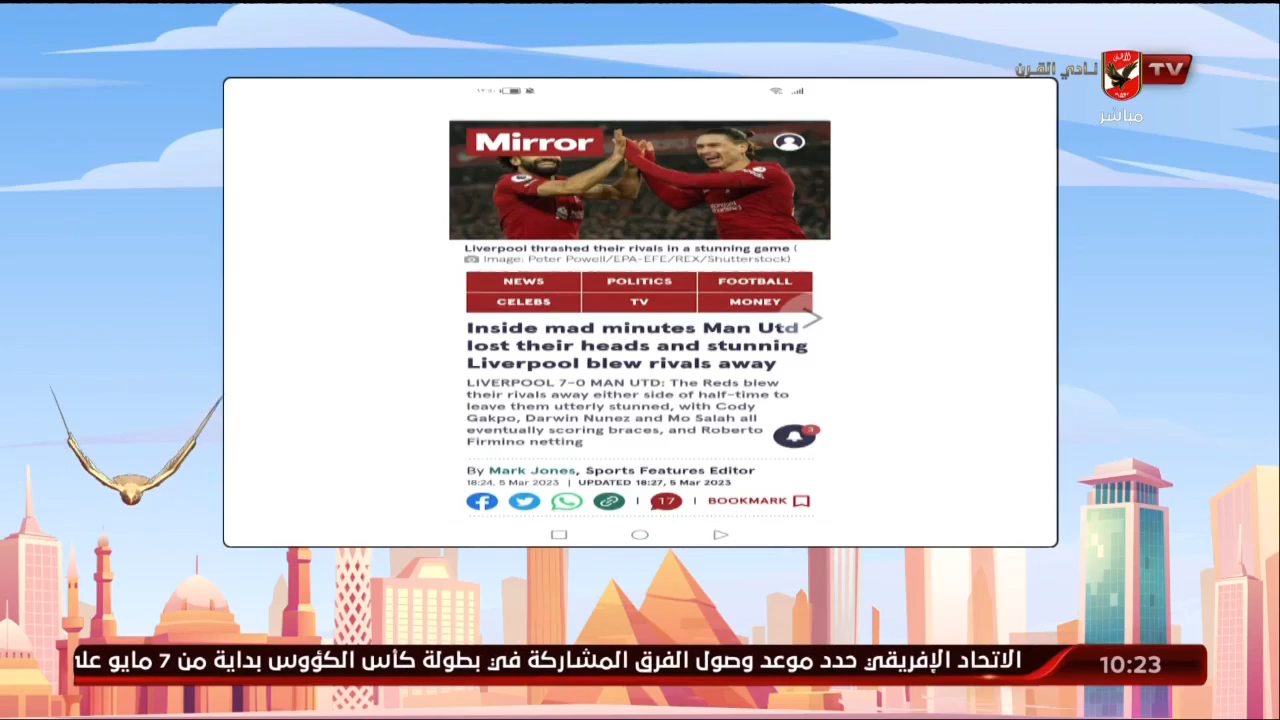 نادي القرن
TV
مباشر
Mirror
Liverpool thrashed their rivals in a stunning game (
Image: Peter Powell/EPA-EFE/REX/Shutterstock)
NEWS POLITICS FOOTBALL
CELEBS TV MONEY
Inside mad minutes Man Utd
lost their heads and stunning
Liverpool blew rivals away
LIVERPOOL 7-0 MAN UTD: The Reds blew
their rivals away either side of half-time to
leave them utterly stunned, with Cody
Gakpo, Darwin Nunez and Mo Salah all
eventually scoring braces, and Roberto
Firmino netting
3
By Mark Jones, Sports Features Editor
18:24, 5 Mar 2023 | UPDATED 18:27, 5 Mar 2023
17 | BOOKMARK
الاتحاد الإفريقي حدد موعد وصول الفرق المشاركة في بطولة كأس الكؤوس بداية من 7 مايو على
10:23